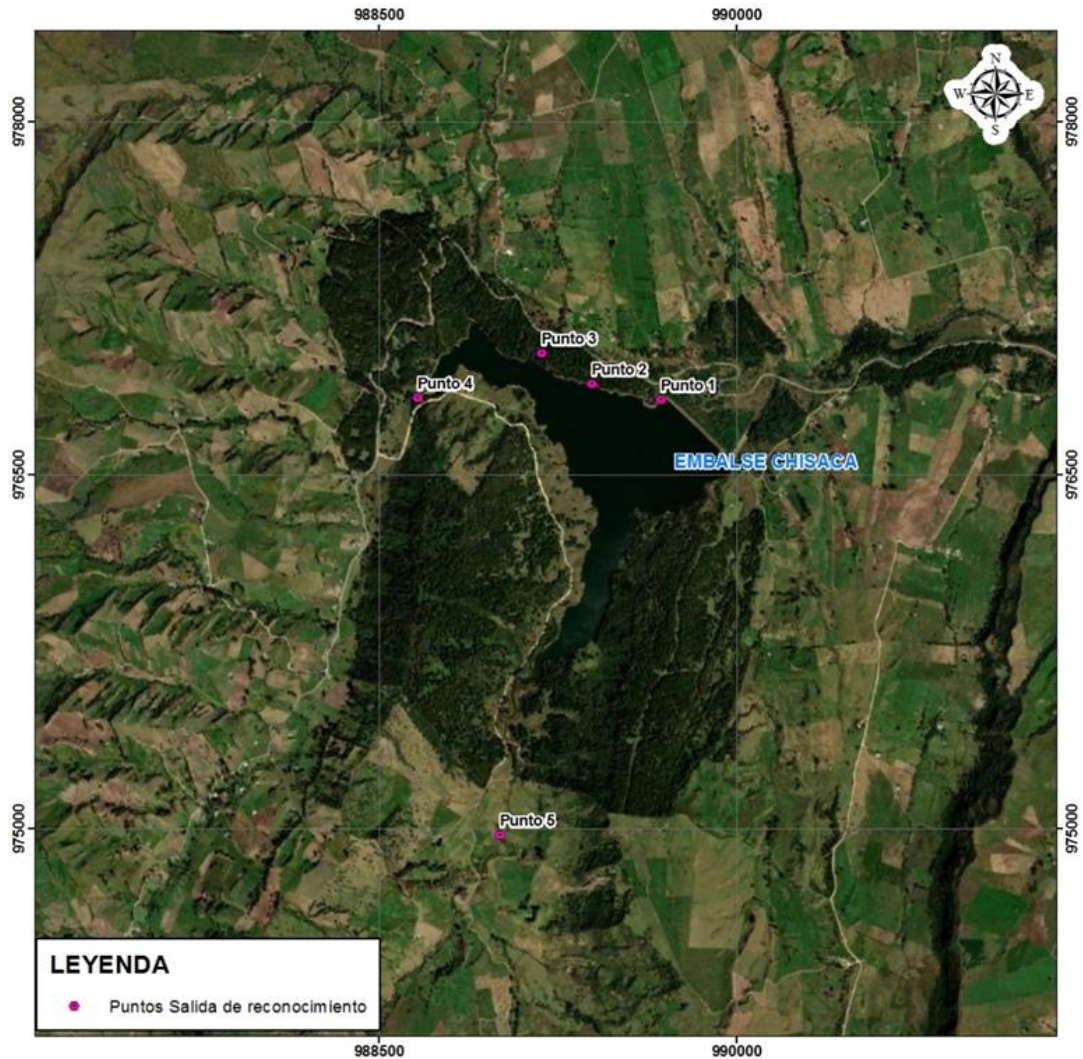 988500
990000
N
W
E
S
978000
978000
Punto 3
Punto 2
Punto 4
Punto 1
EMBALSE CHISACA
976500
976500
975000
975000
Punto 5
LEYENDA
Puntos Salida de reconocimiento
988500
990000